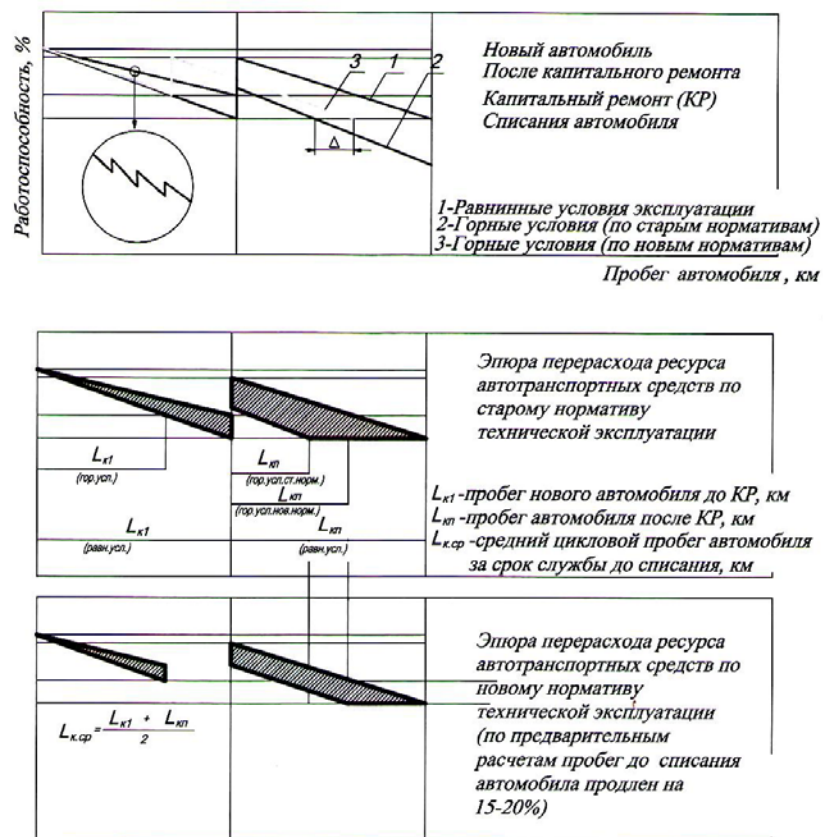 Работоспособность, %
Новый автомобиль
После капитального ремонта
Капитальный ремонт (КР)
Списания автомобиля
3 1 2
Δ
1-Равнинные условия эксплуатации
2-Горные условия (по старым нормативам)
3-Горные условия (по новым нормативам)
Пробег автомобиля , км
Эпюра перерасхода ресурса
автотранспортных средств по
старому нормативу
технической эксплуатации
Lк1
(гор.усл.)
Lкп
(гор.усл.ст.норм.)
Lкп
(гор.усл.нов.норм.)
Lк1
(равн.усл.)
Lкп
(равн.усл.)
Lк1 -пробег нового автомобиля до КР, км
Lкп -пробег автомобиля после КР, км
Lк.ср -средний цикловой пробег автомобиля
за срок службы до списания, км
Эпюра перерасхода ресурса
автотранспортных средств по
новому нормативу
технической эксплуатации
(по предварительным
расчетам пробег до списания
автомобила продлен на
15-20%)
Lк.ср = Lк1 + Lкп
2